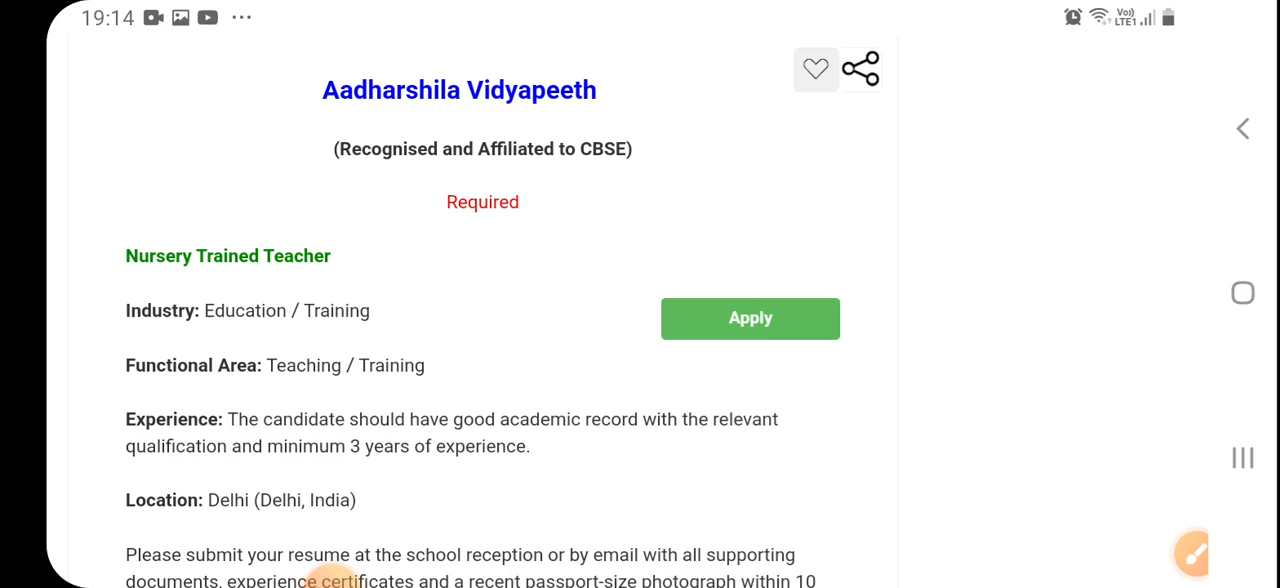 19:14
Vo) LTE1
Aadharshila Vidyapeeth
(Recognised and Affiliated to CBSE)
Required
Nursery Trained Teacher
Industry: Education / Training
Apply
Functional Area: Teaching / Training
Experience: The candidate should have good academic record with the relevant
qualification and minimum 3 years of experience.
Location: Delhi (Delhi, India)
Please submit your resume at the school reception or by email with all supporting
documents, experience certificates and a recent passport-size photograph within 10